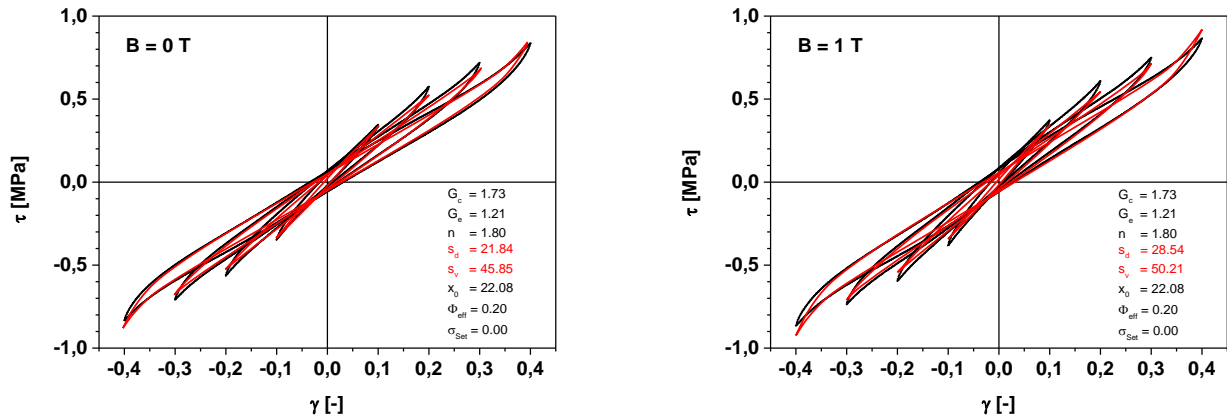 B = 0 T
1,0
0,5
0,0
-0,5
-1,0
τ [MPa]
G_c = 1.73
G_e = 1.21
n = 1.80
s_d = 21.84
s_v = 45.85
x_0 = 22.08
Φ_eff = 0.20
σ_Set = 0.00
-0,4 -0,3 -0,2 -0,1 0,0 0,1 0,2 0,3 0,4
γ [-]
B = 1 T
1,0
0,5
0,0
-0,5
-1,0
τ [MPa]
G_c = 1.73
G_e = 1.21
n = 1.80
s_d = 28.54
s_v = 50.21
x_0 = 22.08
Φ_eff = 0.20
σ_Set = 0.00
-0,4 -0,3 -0,2 -0,1 0,0 0,1 0,2 0,3 0,4
γ [-]